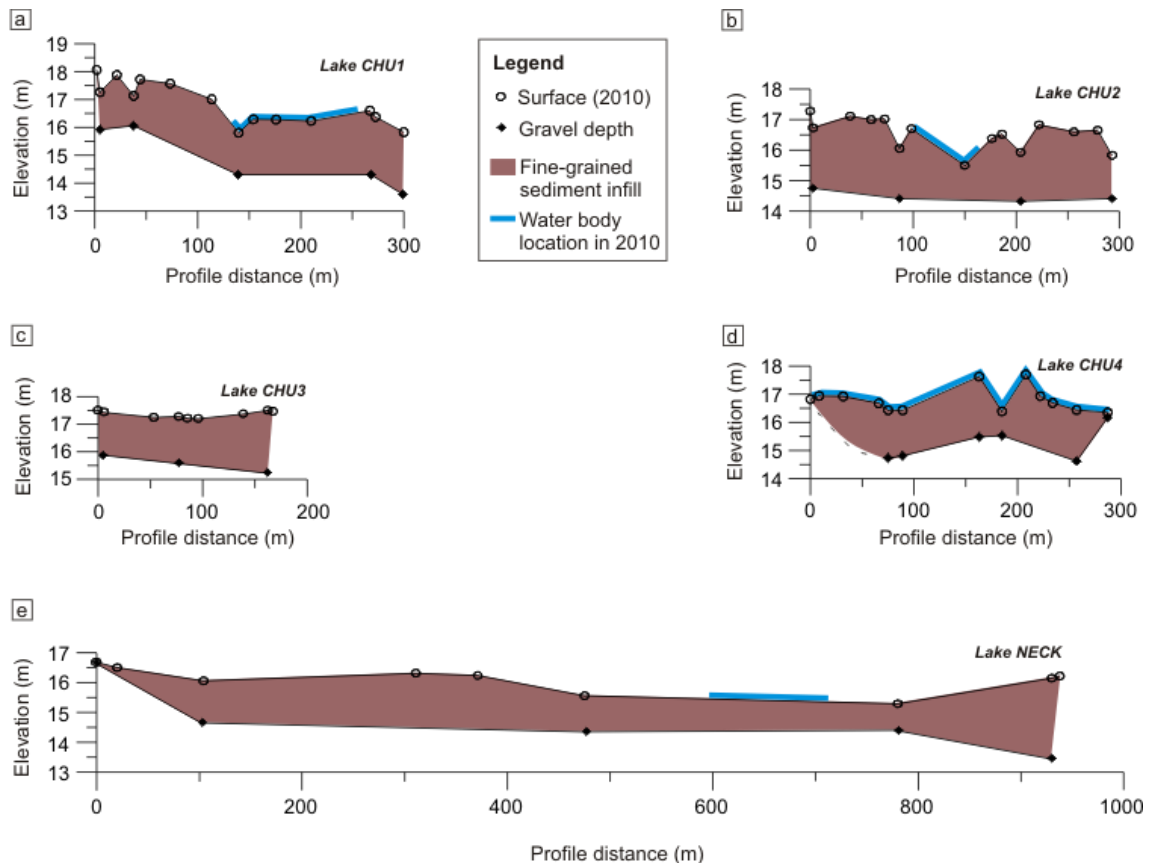 a
19
18
17
16
15
14
13
Elevation (m)
Lake CHU1
0
100
200
300
Profile distance (m)
Legend
Surface (2010)
Gravel depth
Fine-grained
sediment infill
Water body
location in 2010
b
18
17
16
15
14
Elevation (m)
Lake CHU2
0
100
200
300
Profile distance (m)
c
18
17
16
15
Elevation (m)
Lake CHU3
0
100
200
Profile distance (m)
d
18
17
16
15
14
Elevation (m)
Lake CHU4
0
100
200
300
Profile distance (m)
e
17
16
15
14
13
Elevation (m)
Lake NECK
0
200
400
600
800
1000
Profile distance (m)